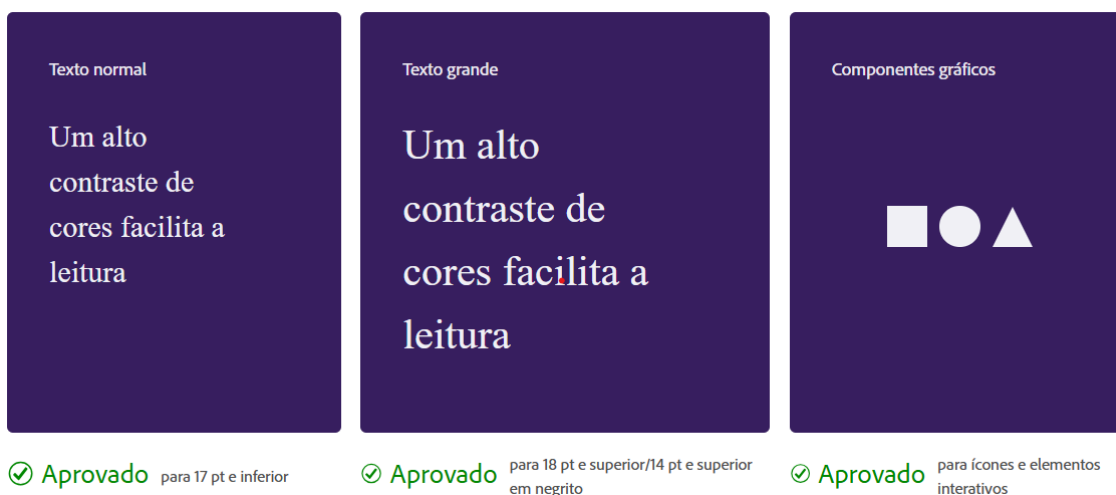 Texto normal
Um alto
contraste de
cores facilita a
leitura
Aprovado para 17 pt e inferior
Texto grande
Um alto
contraste de
cores facilita a
leitura
Aprovado para 18 pt e superior/14 pt e superior
em negrito
Componentes gráficos
Aprovado para ícones e elementos
interativos